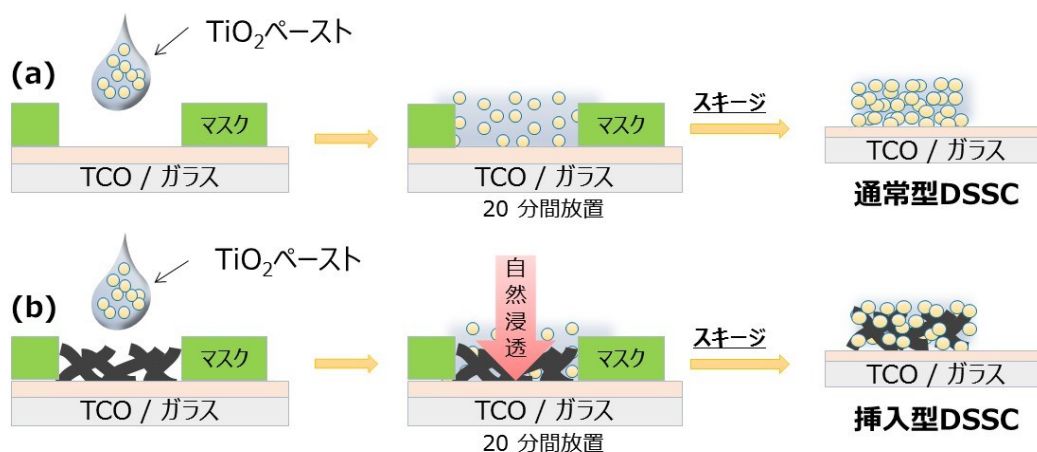 TiO₂ペースト
(a)
マスク
マスク
スキージ
TCO / ガラス
TCO / ガラス
TCO / ガラス
20 分間放置
通常型DSSC
TiO₂ペースト
(b)
自然浸透
マスク
マスク
スキージ
TCO / ガラス
TCO / ガラス
TCO / ガラス
20 分間放置
挿入型DSSC